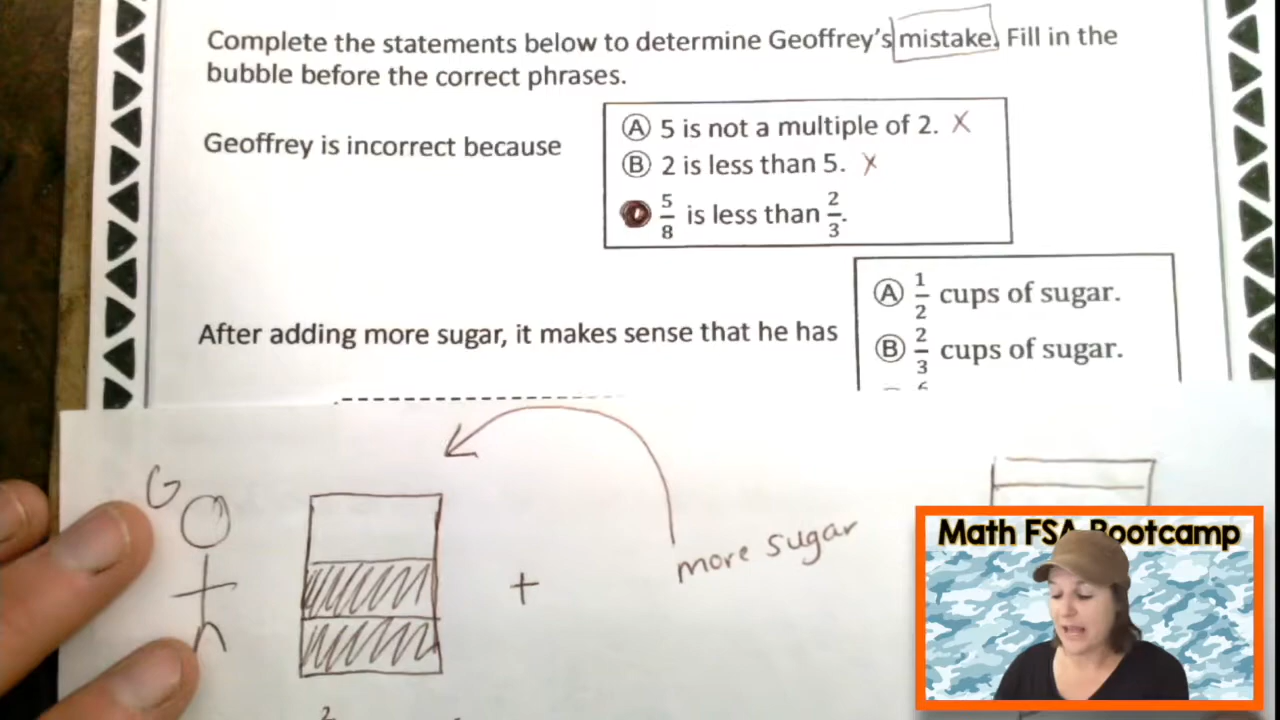 Complete the statements below to determine Geoffrey's mistake. Fill in the
bubble before the correct phrases.
Geoffrey is incorrect because
Ⓐ 5 is not a multiple of 2. X
Ⓑ 2 is less than 5. X
5/8 is less than 2/3.
After adding more sugar, it makes sense that he has
Ⓐ 1/2 cups of sugar.
Ⓑ 2/3 cups of sugar.
G
+
more sugar
2
Math FSA Bootcamp